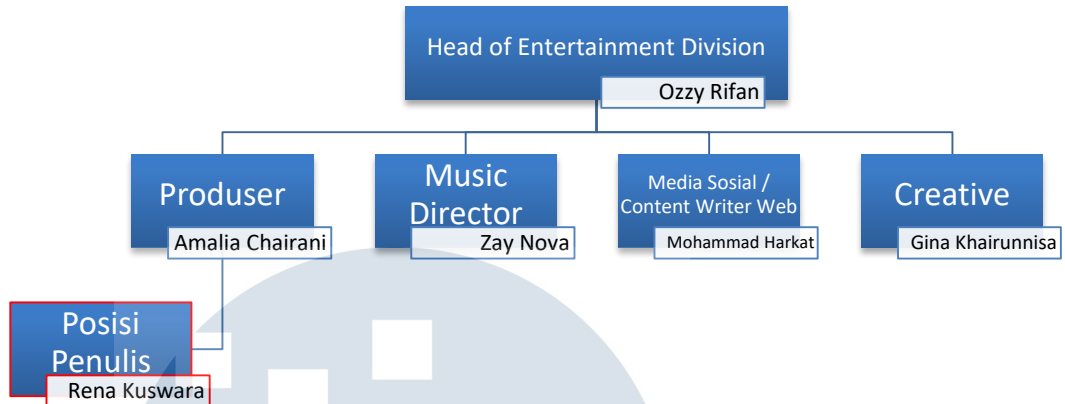 Head of Entertainment Division
Ozzy Rifan
Produser
Amalia Chairani
Music
Director
Zay Nova
Media Sosial /
Content Writer Web
Mohammad Harkat
Creative
Gina Khairunnisa
Posisi
Penulis
Rena Kuswara